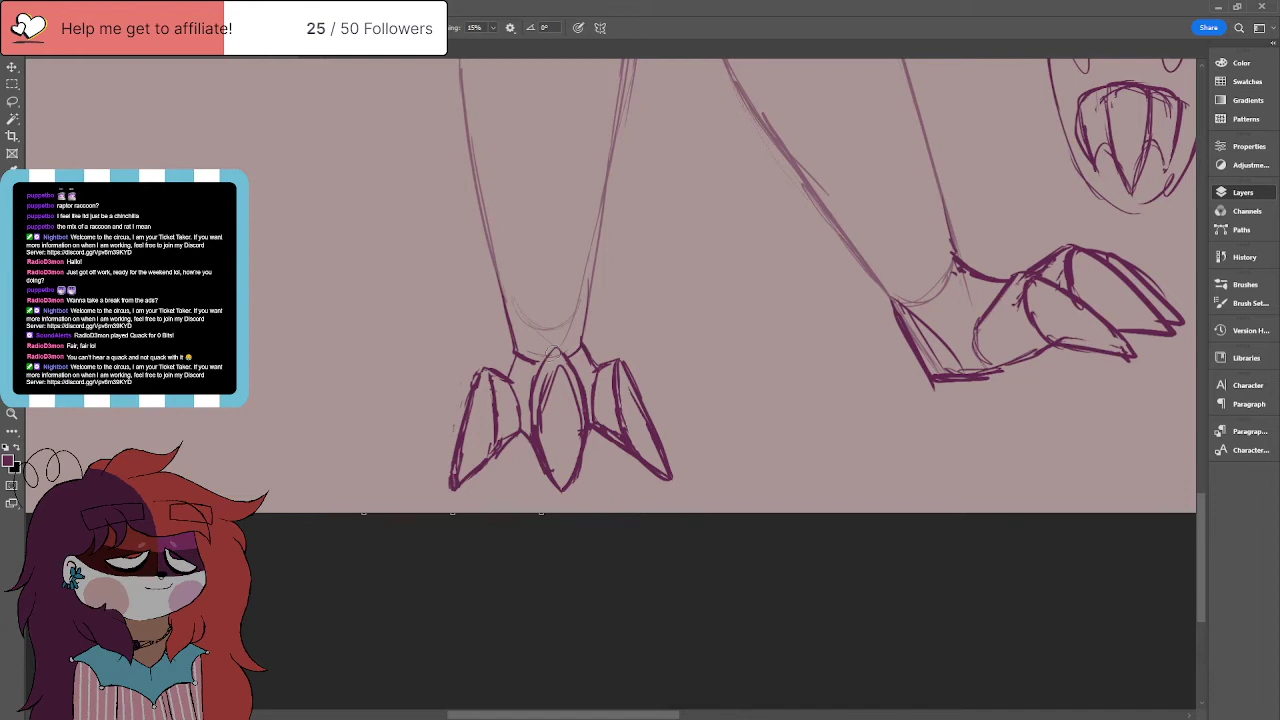 Help me get to affiliate!
25 / 50 Followers
15%
0°
Share
puppetbo
puppetbo raptor raccoon?
puppetbo I feel like itd just be a chinchilla
puppetbo the mix of a raccoon and rat I mean
Nightbot Welcome to the circus, I am your Ticket Taker. If you want
more information on when I am working, feel free to join my Discord
RadioD3mon Hallo!
RadioD3mon Just got off work, ready for the weekend lol, how're you
doing?
puppetbo
RadioD3mon Wanna take a break from the ads?
Nightbot Welcome to the circus, I am your Ticket Taker. If you want
more information on when I am working, feel free to join my Discord
SoundAlerts RadioD3mon played Quack for 0 Bits!
RadioD3mon Fair, fair lol
RadioD3mon You can't hear a quack and not quack with it
Nightbot Welcome to the circus, I am your Ticket Taker. If you want
more information on when I am working, feel free to join my Discord
Color
Swatches
Gradients
Patterns
Properties
Adjustme...
Layers
Channels
Paths
History
Brushes
Brush Set...
Version H...
Libraries
Character
Paragraph
Paragrap...
Character...